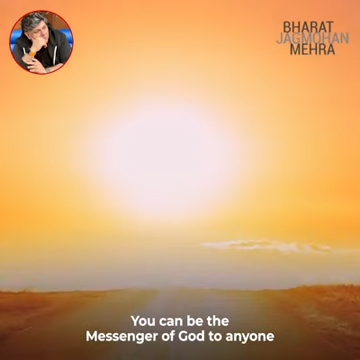 BHARAT
JAGMOHAN
MEHRA
You can be the
Messenger of God to anyone